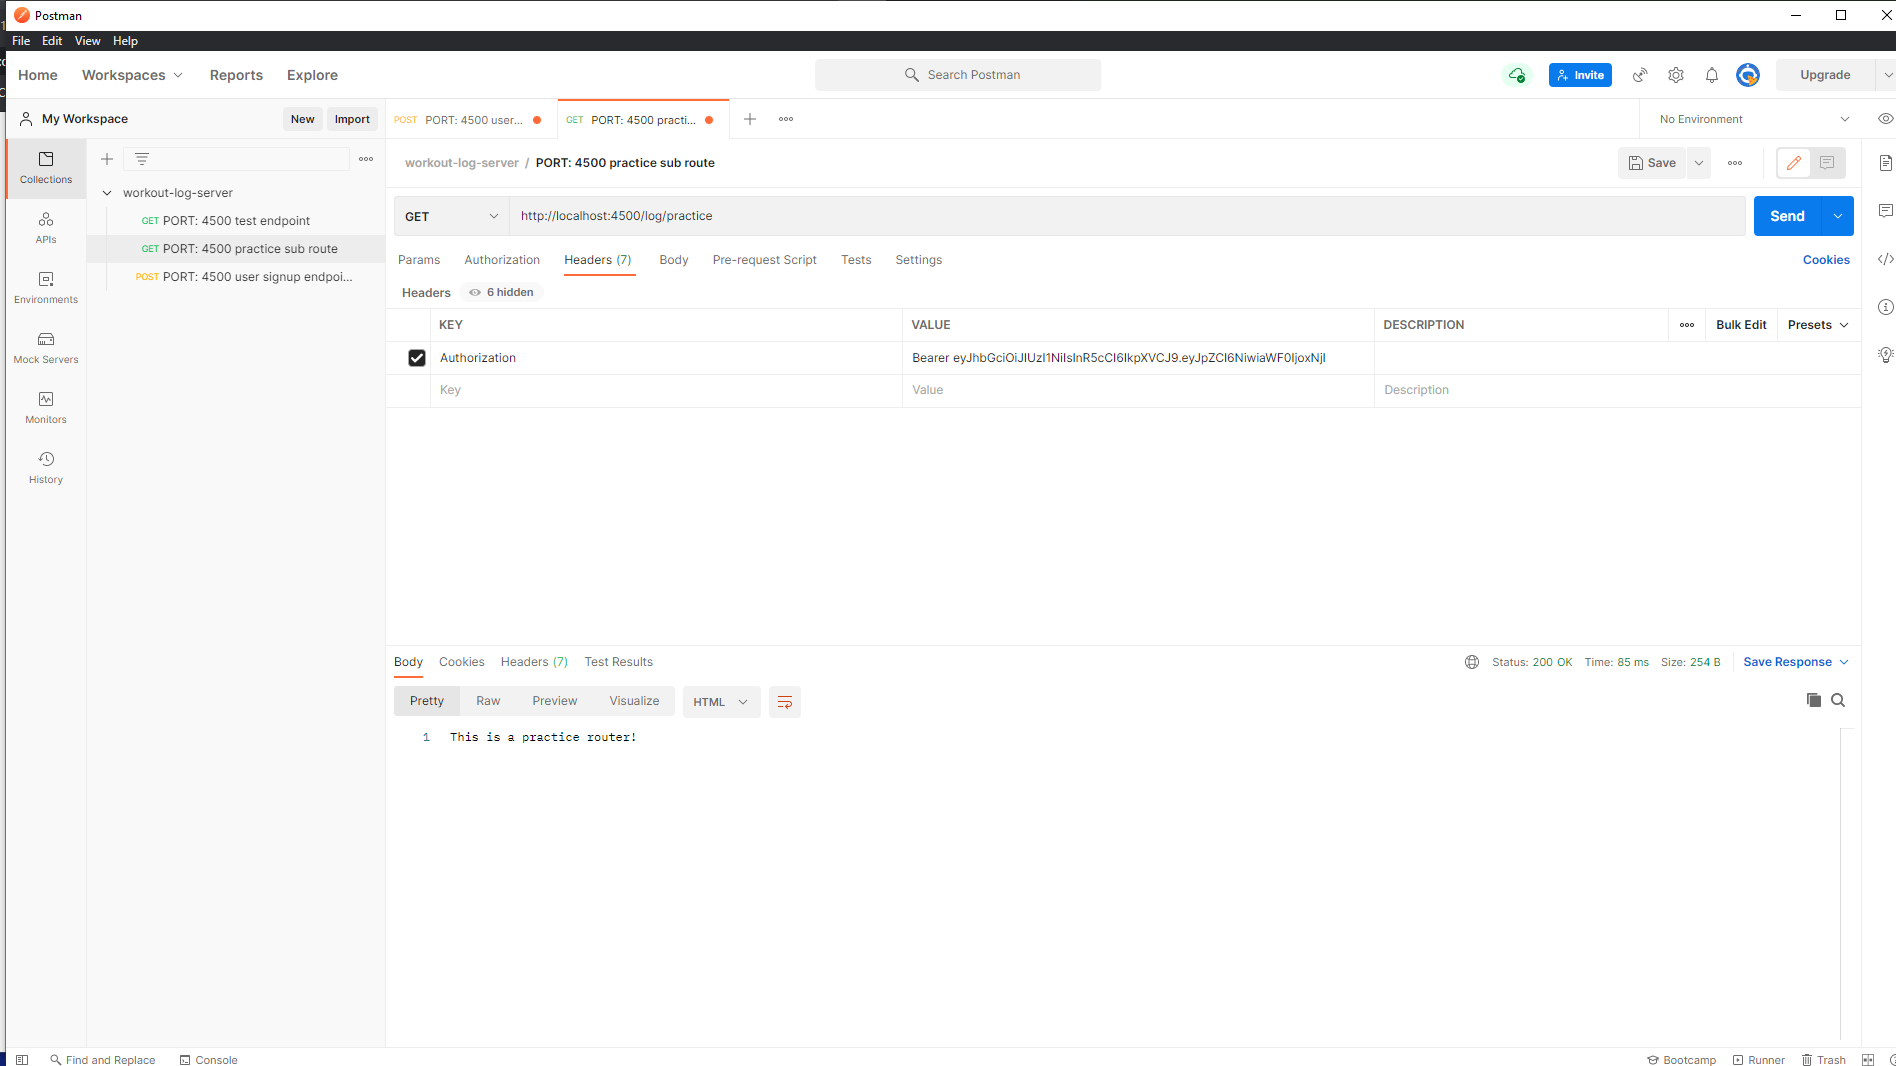 Postman
File Edit View Help
Home Workspaces Reports Explore
Search Postman
Invite
Upgrade
My Workspace
New Import
POST PORT: 4500 user...
GET PORT: 4500 practi...
No Environment
Collections
APIs
Environments
Mock Servers
Monitors
History
workout-log-server
GET PORT: 4500 test endpoint
GET PORT: 4500 practice sub route
POST PORT: 4500 user signup endpoi...
workout-log-server / PORT: 4500 practice sub route
Save
GET http://localhost:4500/log/practice
Send
Params Authorization Headers (7) Body Pre-request Script Tests Settings
Cookies
Headers 6 hidden
KEY VALUE DESCRIPTION
Bulk Edit Presets
Authorization Bearer eyJhbGciOiJIUzI1NiIsInR5cCI6IkpXVCJ9.eyJpZCI6NiwiaWF0IjoxNjI
Key Value Description
Body Cookies Headers (7) Test Results
Status: 200 OK Time: 85 ms Size: 254 B Save Response
Pretty Raw Preview Visualize HTML
1 This is a practice router!
Find and Replace Console
Bootcamp Runner Trash